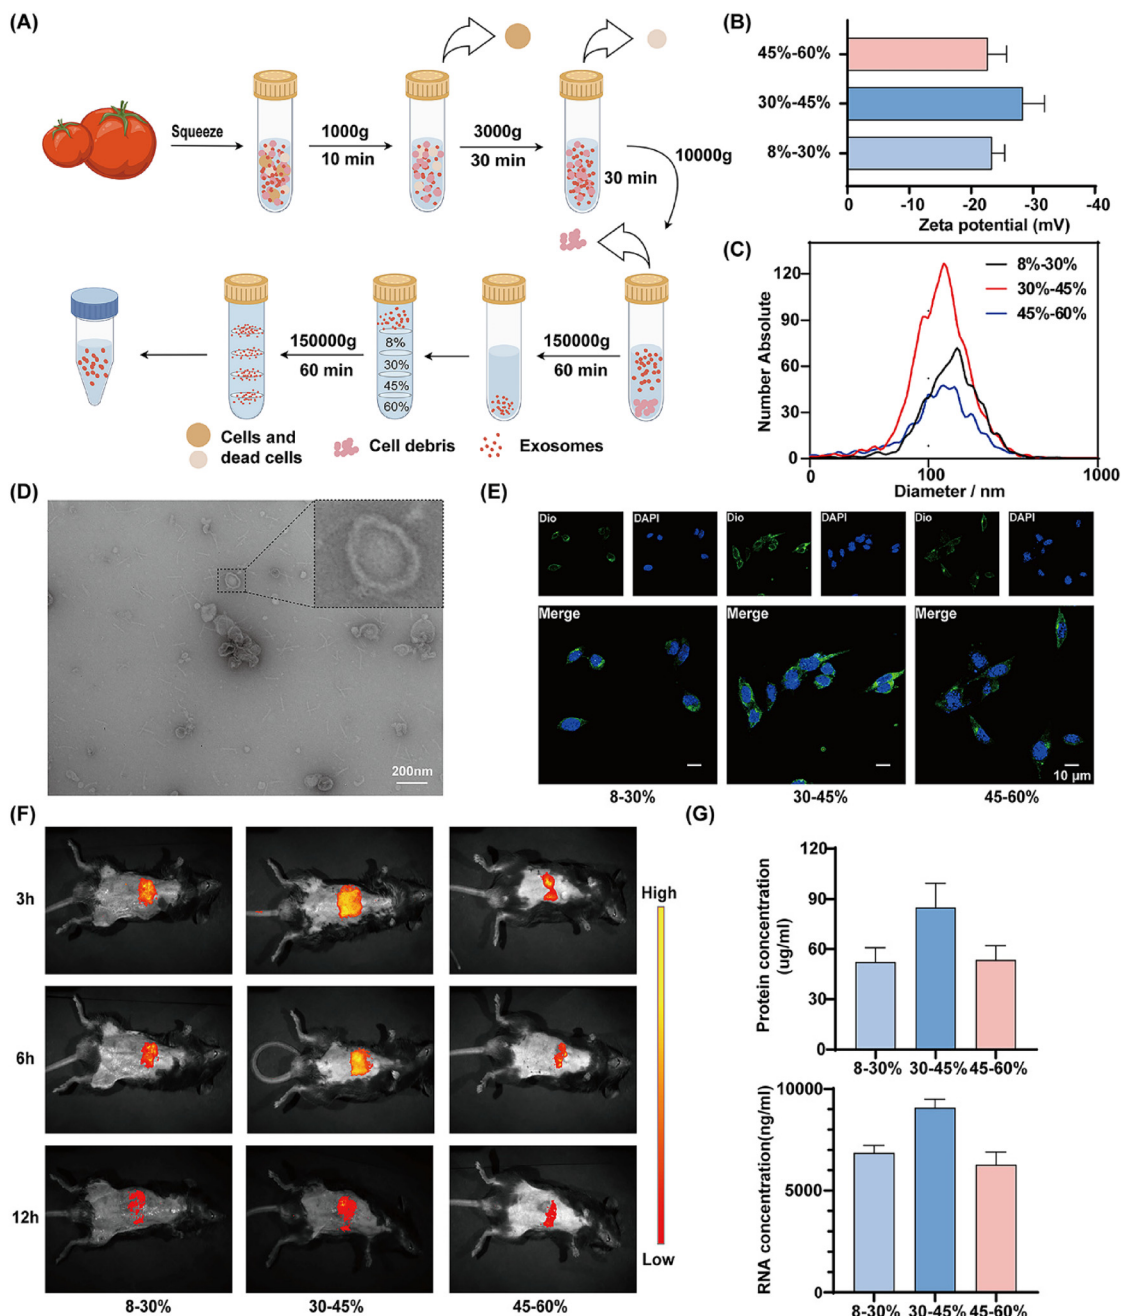 (A)
Squeeze
1000g
10 min
3000g
30 min
10000g
30 min
150000g
60 min
8%
30%
45%
60%
150000g
60 min
Cells and
dead cells
Cell debris
Exosomes
(B)
45%-60%
30%-45%
8%-30%
0 -10 -20 -30 -40
Zeta potential (mV)
(C)
8%-30%
30%-45%
45%-60%
120
90
60
30
0
Number Absolute
0 100 1000
Diameter / nm
(D)
200nm
(E)
Dio DAPI Dio DAPI Dio DAPI
Merge Merge Merge
10 µm
8-30% 30-45% 45-60%
(F)
3h
6h
12h
High
Low
8-30% 30-45% 45-60%
(G)
Protein concentration
(ug/ml)
120
90
60
30
0
8-30% 30-45% 45-60%
RNA concentration(ng/ml)
10000
5000
0
8-30% 30-45% 45-60%